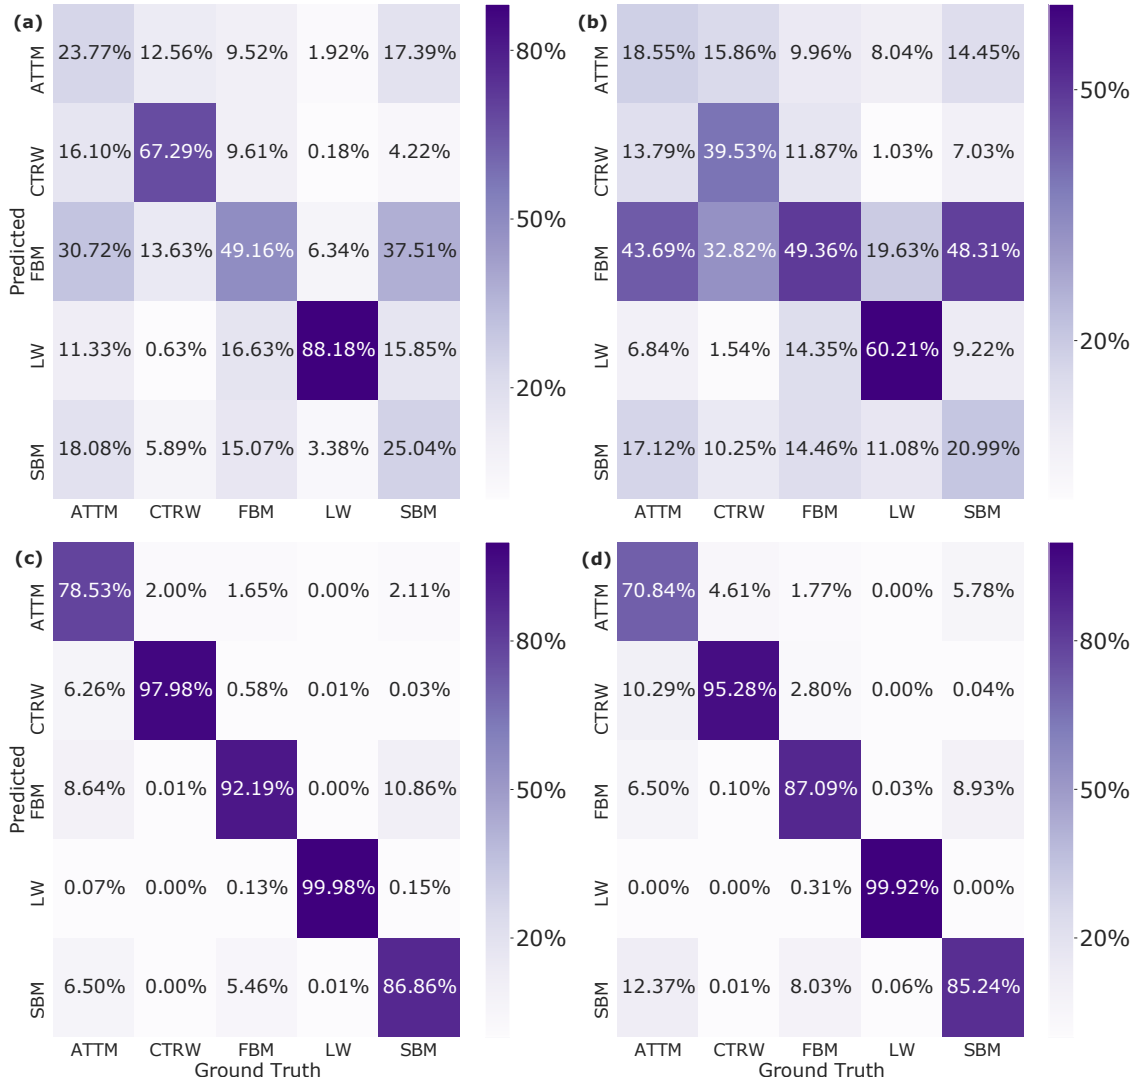 (a)
ATTM 23.77% 12.56% 9.52% 1.92% 17.39%
CTRW 16.10% 67.29% 9.61% 0.18% 4.22%
Predicted
FBM 30.72% 13.63% 49.16% 6.34% 37.51%
LW 11.33% 0.63% 16.63% 88.18% 15.85%
SBM 18.08% 5.89% 15.07% 3.38% 25.04%
ATTM CTRW FBM LW SBM
80%
50%
20%
(b)
ATTM 18.55% 15.86% 9.96% 8.04% 14.45%
CTRW 13.79% 39.53% 11.87% 1.03% 7.03%
FBM 43.69% 32.82% 49.36% 19.63% 48.31%
LW 6.84% 1.54% 14.35% 60.21% 9.22%
SBM 17.12% 10.25% 14.46% 11.08% 20.99%
ATTM CTRW FBM LW SBM
50%
20%
(c)
ATTM 78.53% 2.00% 1.65% 0.00% 2.11%
CTRW 6.26% 97.98% 0.58% 0.01% 0.03%
Predicted
FBM 8.64% 0.01% 92.19% 0.00% 10.86%
LW 0.07% 0.00% 0.13% 99.98% 0.15%
SBM 6.50% 0.00% 5.46% 0.01% 86.86%
ATTM CTRW FBM LW SBM
Ground Truth
80%
50%
20%
(d)
ATTM 70.84% 4.61% 1.77% 0.00% 5.78%
CTRW 10.29% 95.28% 2.80% 0.00% 0.04%
FBM 6.50% 0.10% 87.09% 0.03% 8.93%
LW 0.00% 0.00% 0.31% 99.92% 0.00%
SBM 12.37% 0.01% 8.03% 0.06% 85.24%
ATTM CTRW FBM LW SBM
Ground Truth
80%
50%
20%